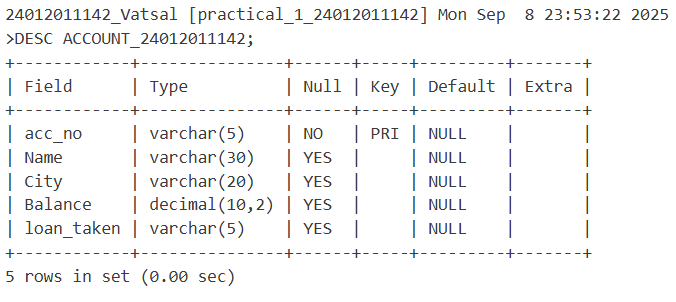 24012011142_Vatsal [practical_1_24012011142] Mon Sep  8 23:53:22 2025
>DESC ACCOUNT_24012011142;
+------------+---------------+------+-----+---------+-------+
| Field      | Type          | Null | Key | Default | Extra |
+------------+---------------+------+-----+---------+-------+
| acc_no     | varchar(5)    | NO   | PRI | NULL    |       |
| Name       | varchar(30)   | YES  |     | NULL    |       |
| City       | varchar(20)   | YES  |     | NULL    |       |
| Balance    | decimal(10,2) | YES  |     | NULL    |       |
| loan_taken | varchar(5)    | YES  |     | NULL    |       |
+------------+---------------+------+-----+---------+-------+
5 rows in set (0.00 sec)